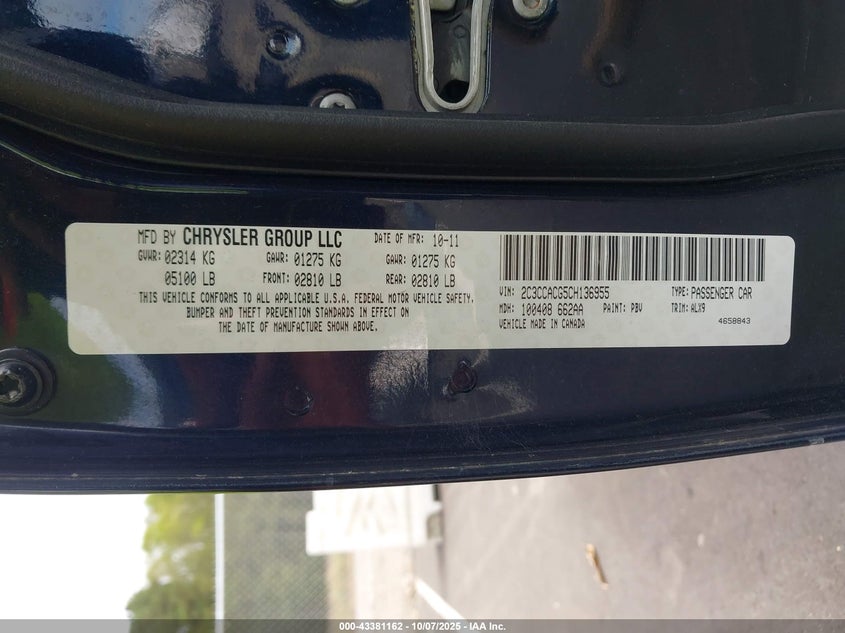 MFD BY CHRYSLER GROUP LLC DATE OF MFR: 10-11
GVWR: 02314 KG GAWR: 01275 KG GAWR: 01275 KG
05100 LB FRONT: 02810 LB REAR: 02810 LB
THIS VEHICLE CONFORMS TO ALL APPLICABLE U.S.A. FEDERAL MOTOR VEHICLE SAFETY,
BUMPER AND THEFT PREVENTION STANDARDS IN EFFECT ON
THE DATE OF MANUFACTURE SHOWN ABOVE.
VIN: 2C3CCACG5CH136955 TYPE: PASSENGER CAR
MDH: 100408 662AA PAINT: PBV TRIM: ALX9
VEHICLE MADE IN CANADA 4658843
000-43381162 - 10/07/2025 - IAA Inc.